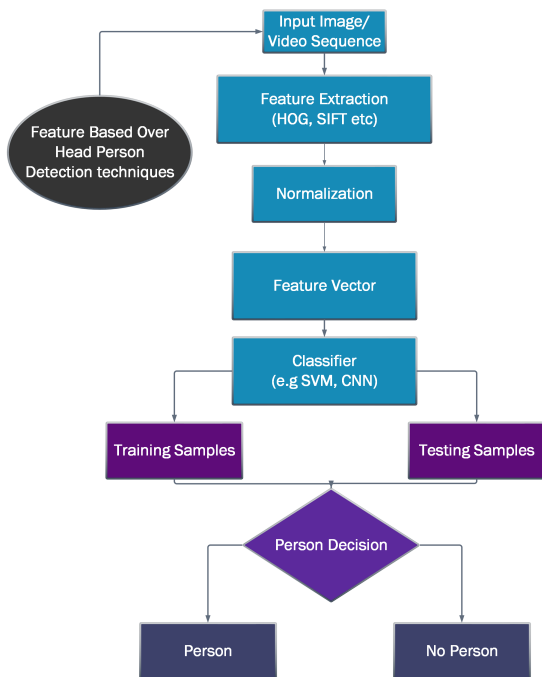 Input Image/
Video Sequence
Feature Based Over
Head Person
Detection techniques
Feature Extraction
(HOG, SIFT etc)
Normalization
Feature Vector
Classifier
(e.g SVM, CNN)
Training Samples
Testing Samples
Person Decision
Person
No Person